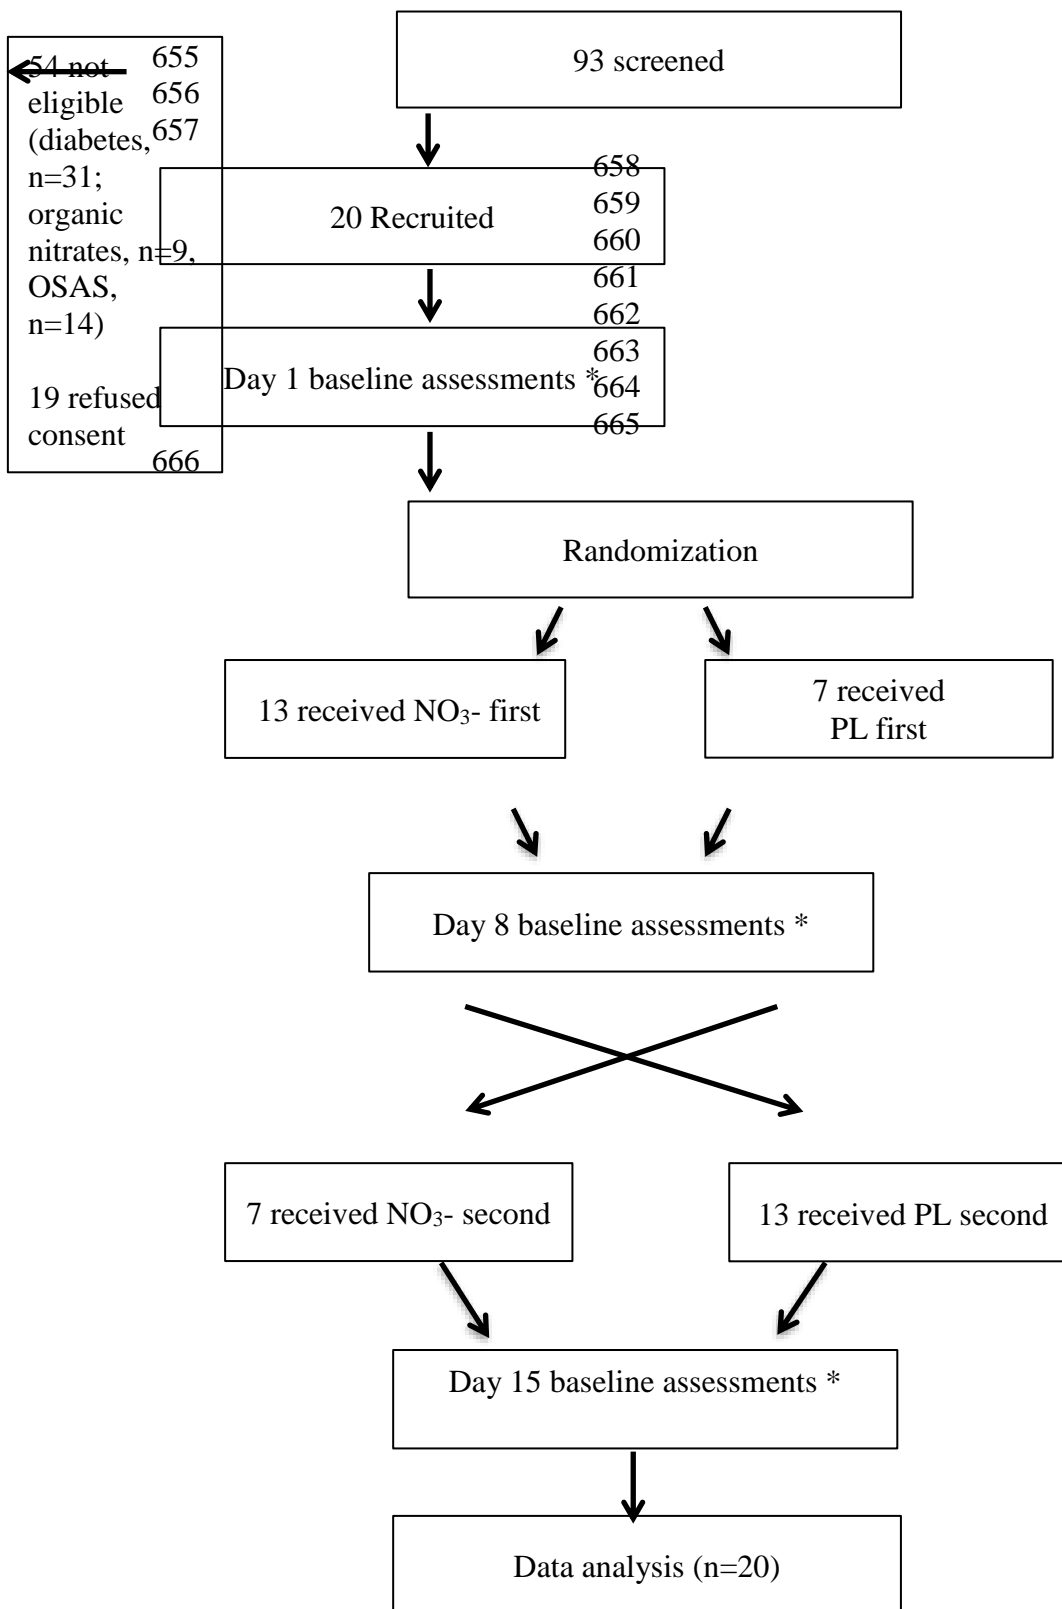 93 screened
54 not
eligible
(diabetes,
n=31;
organic
nitrates, n=9,
OSAS,
n=14)
19 refused
consent
655
656
657
658
659
660
661
662
663
664
665
666
20 Recruited
Day 1 baseline assessments *
Randomization
13 received NO₃- first
7 received
PL first
Day 8 baseline assessments *
7 received NO₃- second
13 received PL second
Day 15 baseline assessments *
Data analysis (n=20)